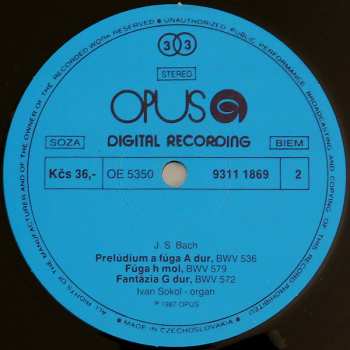 ALL RIGHTS OF THE MANUFACTURER AND OF THE OWNER OF THE RECORDED WORK RESERVED • UNAUTHORIZED PUBLIC PERFORMANCE, BROADCASTING AND COPYING OF THIS RECORD PROHIBITED!
33
STEREO
OPUS
DIGITAL RECORDING
SOZA
BIEM
Kčs 36,- OE 5350 9311 1869 2
J. S. Bach
Prelúdium a fúga A dur, BWV 536
Fúga h mol, BWV 579
Fantázia G dur, BWV 572
Ivan Sokol - organ
℗ 1987 OPUS
• MADE IN CZECHOSLOVAKIA •